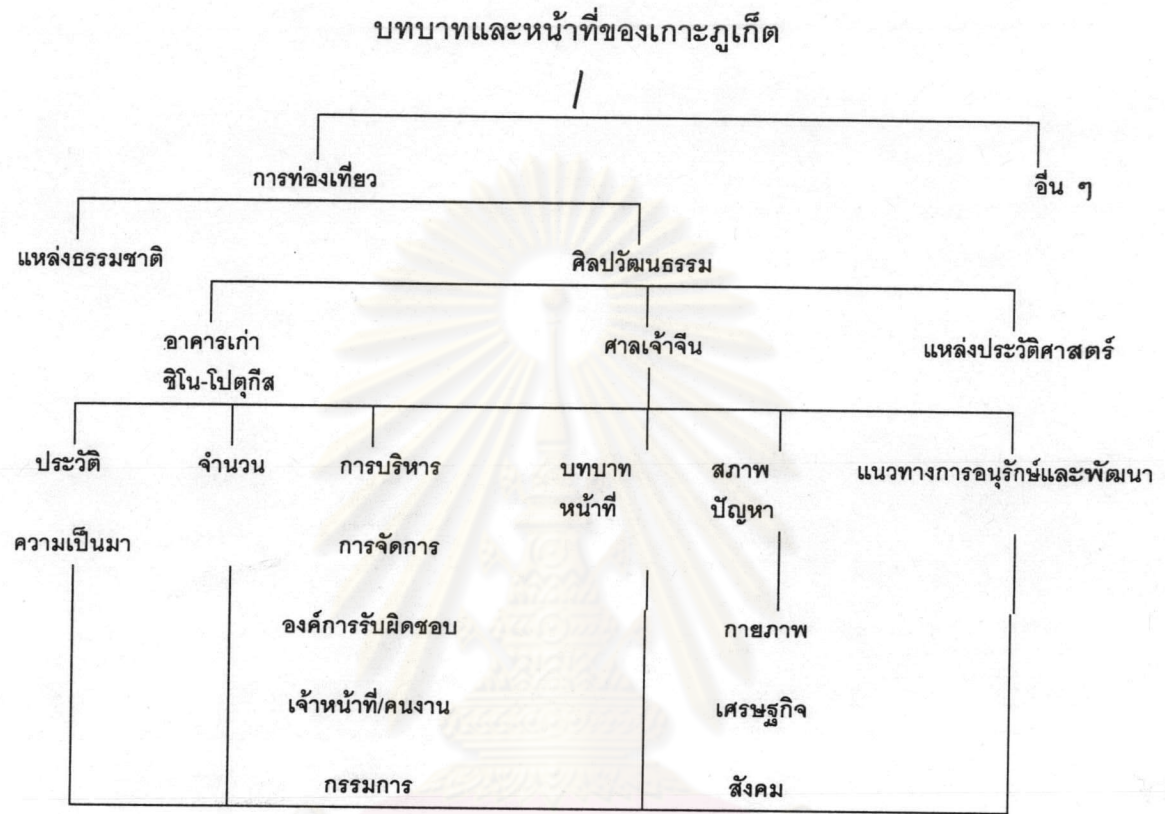 บทบาทและหน้าที่ของเกาะภูเก็ต
การท่องเที่ยว
อื่น ๆ
แหล่งธรรมชาติ
ศิลปวัฒนธรรม
อาคารเก่า
ชิโน-โปตุกีส
ศาลเจ้าจีน
แหล่งประวัติศาสตร์
ประวัติ
ความเป็นมา
จำนวน
การบริหาร
การจัดการ
องค์การรับผิดชอบ
เจ้าหน้าที่/คนงาน
กรรมการ
บทบาท
หน้าที่
สภาพ
ปัญหา
กายภาพ
เศรษฐกิจ
สังคม
แนวทางการอนุรักษ์และพัฒนา